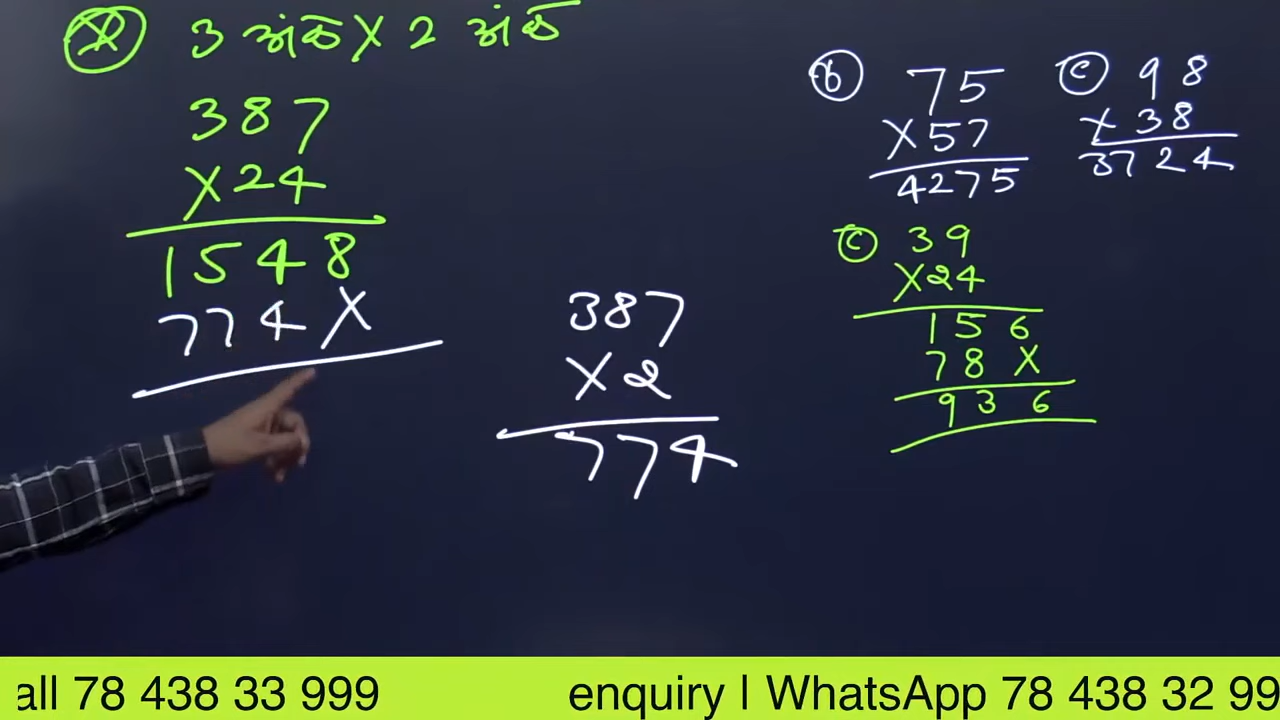 3 अंक X 2 अंक
387
X24
1548
774X
387
X2
774
75
X57
4275
C 98
X38
3724
C 39
X24
156
78X
936
all 78 438 33 999 enquiry I WhatsApp 78 438 32 99